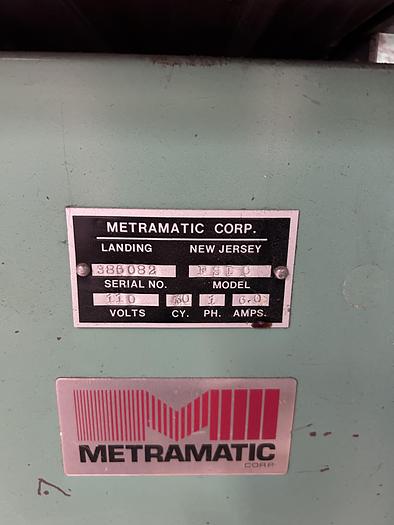 METRAMATIC CORP.
LANDING NEW JERSEY
SERIAL NO. MODEL
110 60 1 6.0
VOLTS CY. PH. AMPS.
METRAMATIC
CORP.